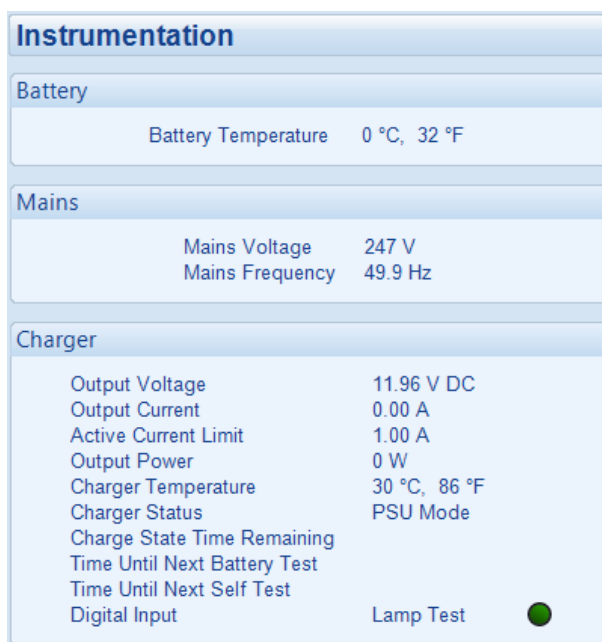 Instrumentation
Battery
Battery Temperature 0 °C, 32 °F
Mains
Mains Voltage 247 V
Mains Frequency 49.9 Hz
Charger
Output Voltage 11.96 V DC
Output Current 0.00 A
Active Current Limit 1.00 A
Output Power 0 W
Charger Temperature 30 °C, 86 °F
Charger Status PSU Mode
Charge State Time Remaining
Time Until Next Battery Test
Time Until Next Self Test
Digital Input Lamp Test